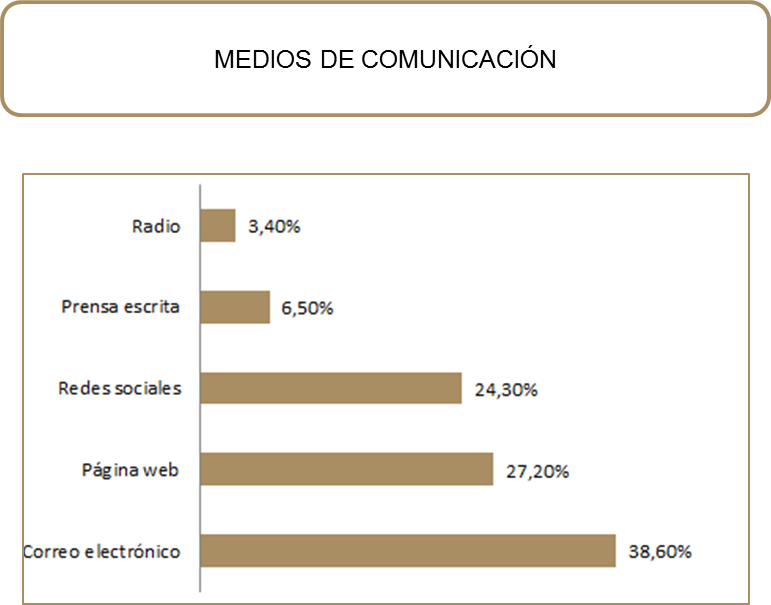 MEDIOS DE COMUNICACIÓN
Radio 3,40%
Prensa escrita 6,50%
Redes sociales 24,30%
Página web 27,20%
Correo electrónico 38,60%